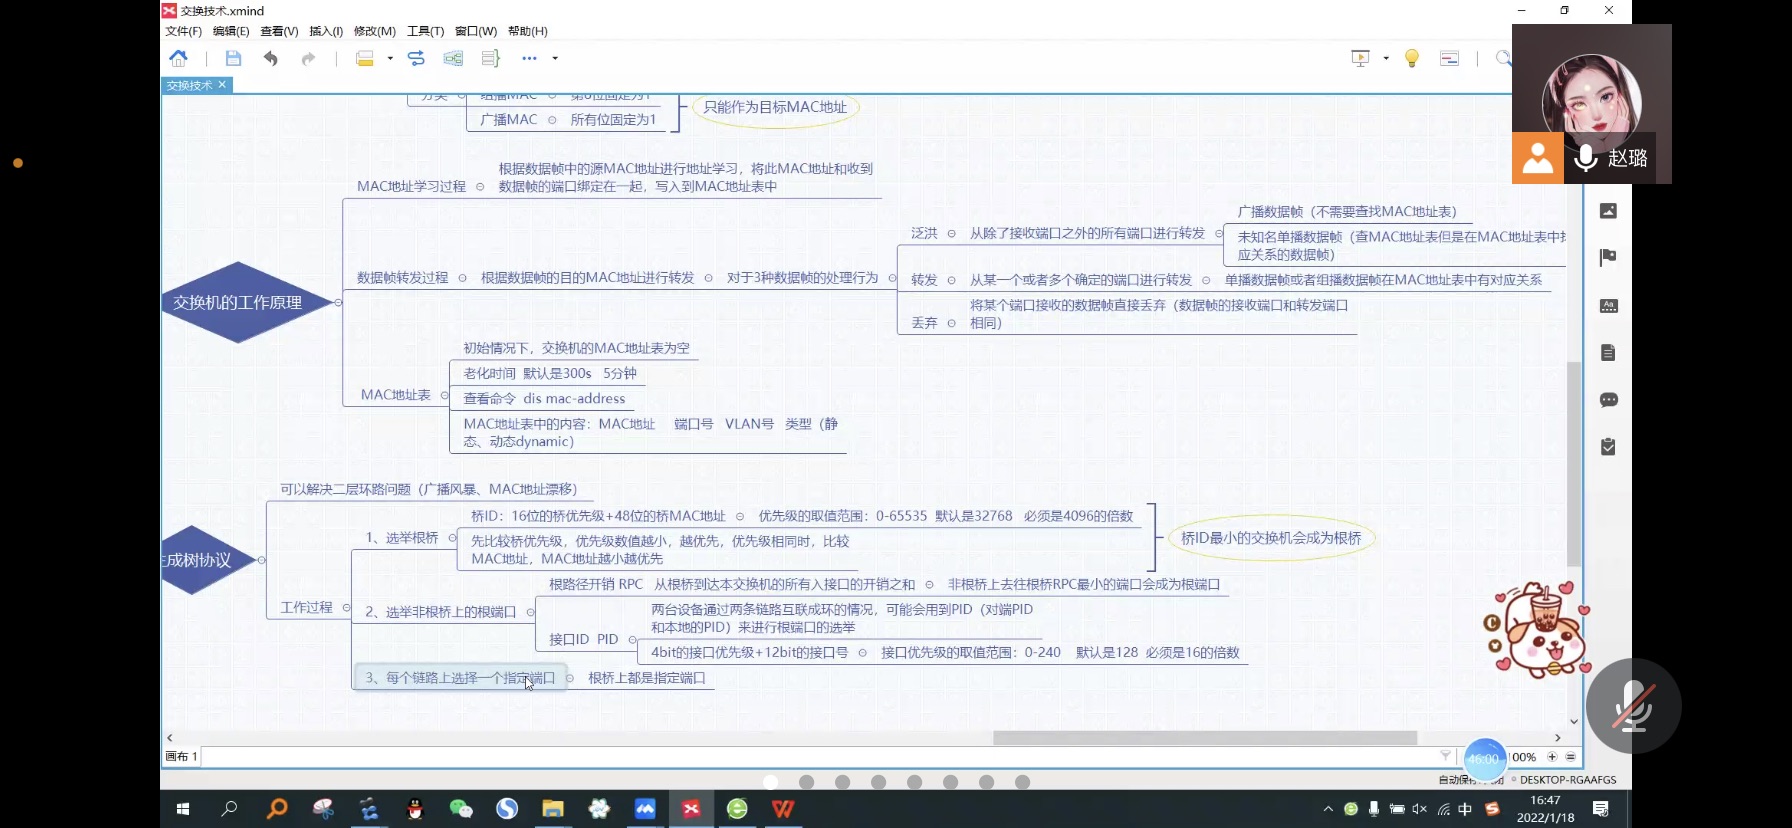 交换技术.xmind
文件(F) 编辑(E) 查看(V) 插入(I) 修改(M) 工具(T) 窗口(W) 帮助(H)
交换技术
分类 组播MAC 第8位固定为1
广播MAC 所有位固定为1
只能作为目标MAC地址
赵璐
交换机的工作原理
MAC地址学习过程
根据数据帧中的源MAC地址进行地址学习，将此MAC地址和收到
数据帧的端口绑定在一起，写入到MAC地址表中
数据帧转发过程 根据数据帧的目的MAC地址进行转发 对于3种数据帧的处理行为
泛洪 从除了接收端口之外的所有端口进行转发
广播数据帧（不需要查找MAC地址表）
未知名单播数据帧（查MAC地址表但是在MAC地址表中
应关系的数据帧）
转发 从某一个或者多个确定的端口进行转发 单播数据帧或者组播数据帧在MAC地址表中有对应关系
丢弃
将某个端口接收的数据帧直接丢弃（数据帧的接收端口和转发端口
相同）
MAC地址表
初始情况下，交换机的MAC地址表为空
老化时间 默认是300s 5分钟
查看命令 dis mac-address
MAC地址表中的内容：MAC地址 端口号 VLAN号 类型（静
态、动态dynamic）
生成树协议
可以解决二层环路问题（广播风暴、MAC地址漂移）
工作过程
1、选举根桥
桥ID：16位的桥优先级+48位的桥MAC地址 优先级的取值范围：0-65535 默认是32768 必须是4096的倍数
先比较桥优先级，优先级数值越小，越优先，优先级相同时，比较
MAC地址，MAC地址越小越优先
桥ID最小的交换机会成为根桥
2、选举非根桥上的根端口
根路径开销 RPC 从根桥到达本交换机的所有入接口的开销之和 非根桥上去往根桥RPC最小的端口会成为根端口
接口ID PID
两台设备通过两条链路互联成环的情况，可能会用到PID（对端PID
和本地的PID）来进行根端口的选举
4bit的接口优先级+12bit的接口号 接口优先级的取值范围：0-240 默认是128 必须是16的倍数
3、每个链路上选择一个指定端口 根桥上都是指定端口
画布 1
46:00
100%
DESKTOP-RGAAFGS
中
16:47
2022/1/18